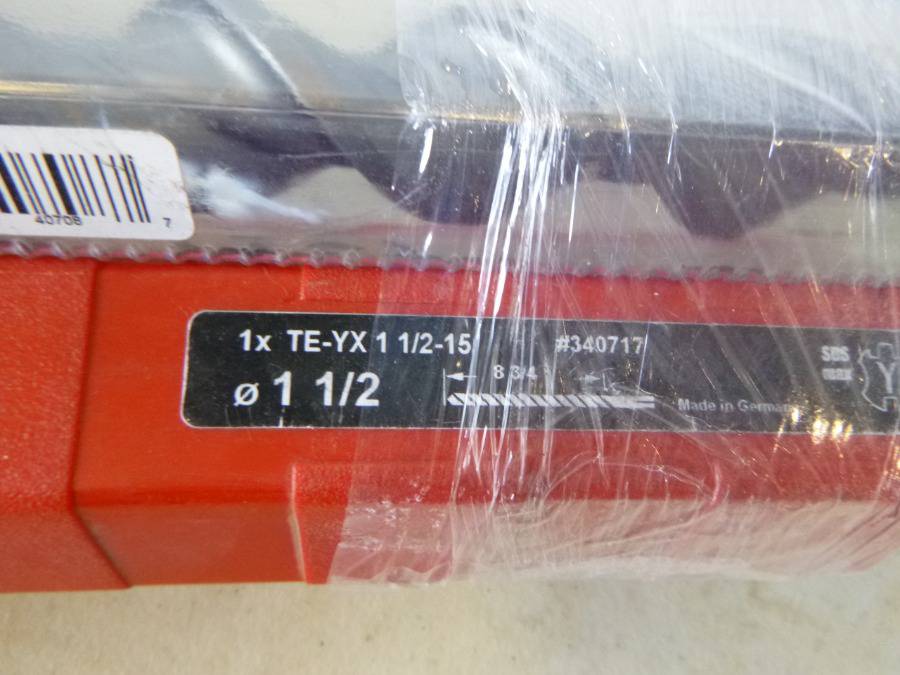 40708 7
1x TE-YX 1 1/2-15 #340717
ø 1 1/2
8 3/4
SDS
max
Y
Made in Germany